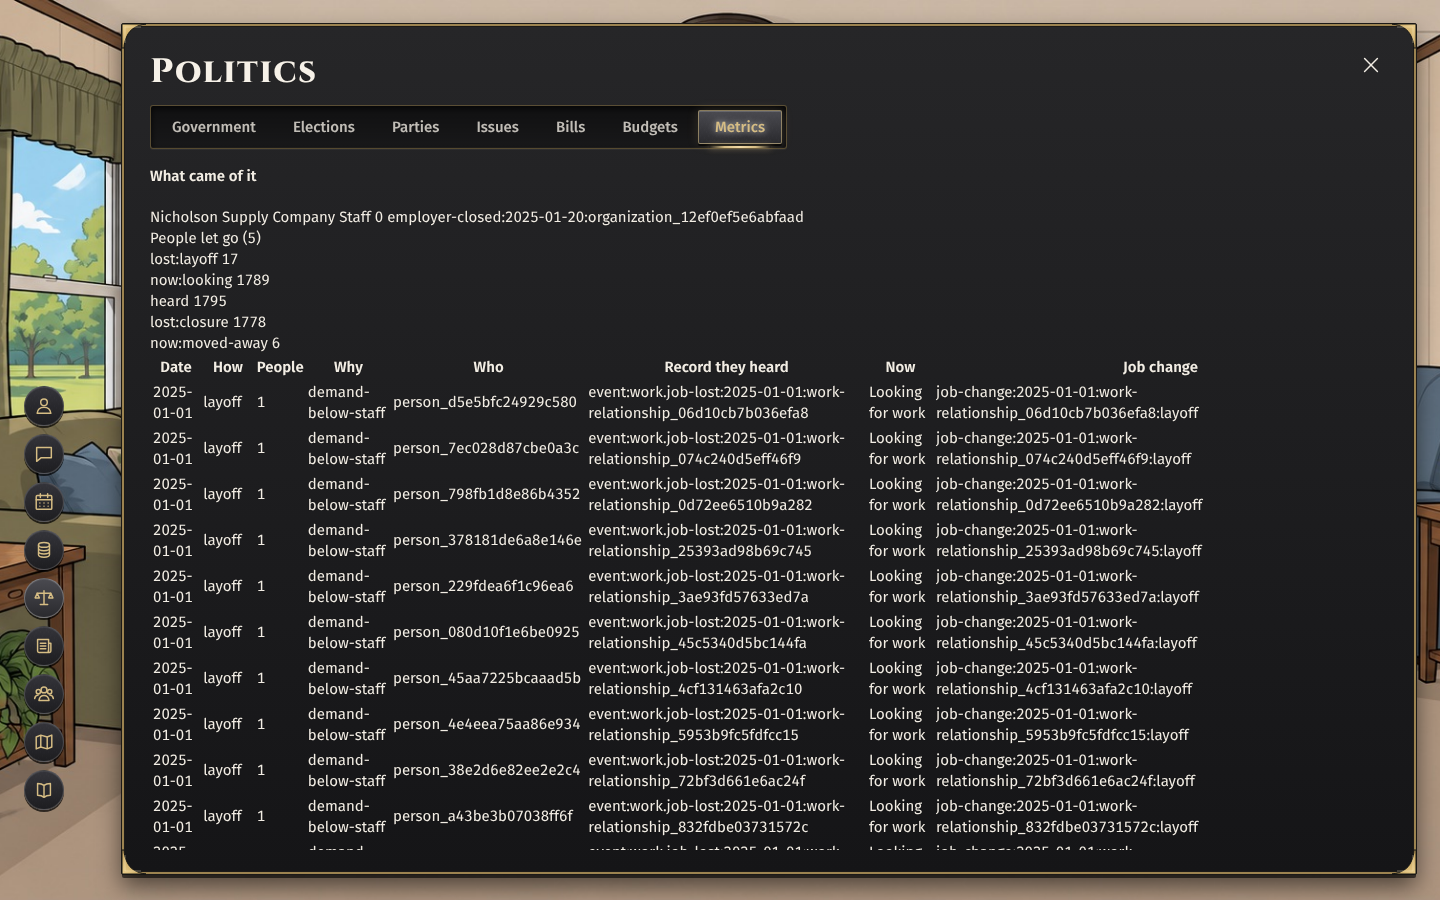 Politics
Government Elections Parties Issues Bills Budgets Metrics
What came of it
Nicholson Supply Company Staff 0 employer-closed:2025-01-20:organization_12ef0ef5e6abfaad
People let go (5)
lost:layoff 17
now:looking 1789
heard 1795
lost:closure 1778
now:moved-away 6
Date How People Why Who Record they heard Now Job change
2025- demand- event:work.job-lost:2025-01-01:work- Looking job-change:2025-01-01:work-
01-01 layoff 1 below-staff person_d5e5bfc24929c580 relationship_06d10cb7b036efa8 for work relationship_06d10cb7b036efa8:layoff
2025- demand- event:work.job-lost:2025-01-01:work- Looking job-change:2025-01-01:work-
01-01 layoff 1 below-staff person_7ec028d87cbe0a3c relationship_074c240d5eff46f9 for work relationship_074c240d5eff46f9:layoff
2025- demand- event:work.job-lost:2025-01-01:work- Looking job-change:2025-01-01:work-
01-01 layoff 1 below-staff person_798fb1d8e86b4352 relationship_0d72ee6510b9a282 for work relationship_0d72ee6510b9a282:layoff
2025- demand- event:work.job-lost:2025-01-01:work- Looking job-change:2025-01-01:work-
01-01 layoff 1 below-staff person_378181de6a8e146e relationship_25393ad98b69c745 for work relationship_25393ad98b69c745:layoff
2025- demand- event:work.job-lost:2025-01-01:work- Looking job-change:2025-01-01:work-
01-01 layoff 1 below-staff person_229fdea6f1c96ea6 relationship_3ae93fd57633ed7a for work relationship_3ae93fd57633ed7a:layoff
2025- demand- event:work.job-lost:2025-01-01:work- Looking job-change:2025-01-01:work-
01-01 layoff 1 below-staff person_080d10f1e6be0925 relationship_45c5340d5bc144fa for work relationship_45c5340d5bc144fa:layoff
2025- demand- event:work.job-lost:2025-01-01:work- Looking job-change:2025-01-01:work-
01-01 layoff 1 below-staff person_45aa7225bcaaad5b relationship_4cf131463afa2c10 for work relationship_4cf131463afa2c10:layoff
2025- demand- event:work.job-lost:2025-01-01:work- Looking job-change:2025-01-01:work-
01-01 layoff 1 below-staff person_4e4eea75aa86e934 relationship_5953b9fc5fdfcc15 for work relationship_5953b9fc5fdfcc15:layoff
2025- demand- event:work.job-lost:2025-01-01:work- Looking job-change:2025-01-01:work-
01-01 layoff 1 below-staff person_38e2d6e82ee2e2c4 relationship_72bf3d661e6ac24f for work relationship_72bf3d661e6ac24f:layoff
2025- demand- event:work.job-lost:2025-01-01:work- Looking job-change:2025-01-01:work-
01-01 layoff 1 below-staff person_a43be3b07038ff6f relationship_832fdbe03731572c for work relationship_832fdbe03731572c:layoff